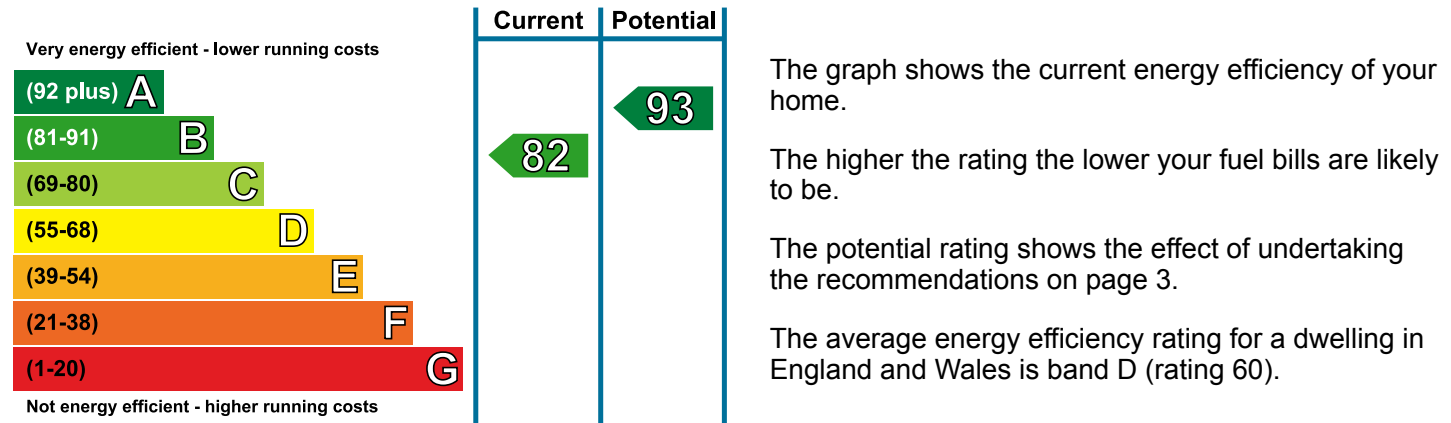 Current Potential
Very energy efficient - lower running costs
(92 plus) A
93
(81-91) B
82
(69-80) C
(55-68) D
(39-54) E
(21-38) F
(1-20) G
Not energy efficient - higher running costs
The graph shows the current energy efficiency of your
home.
The higher the rating the lower your fuel bills are likely
to be.
The potential rating shows the effect of undertaking
the recommendations on page 3.
The average energy efficiency rating for a dwelling in
England and Wales is band D (rating 60).